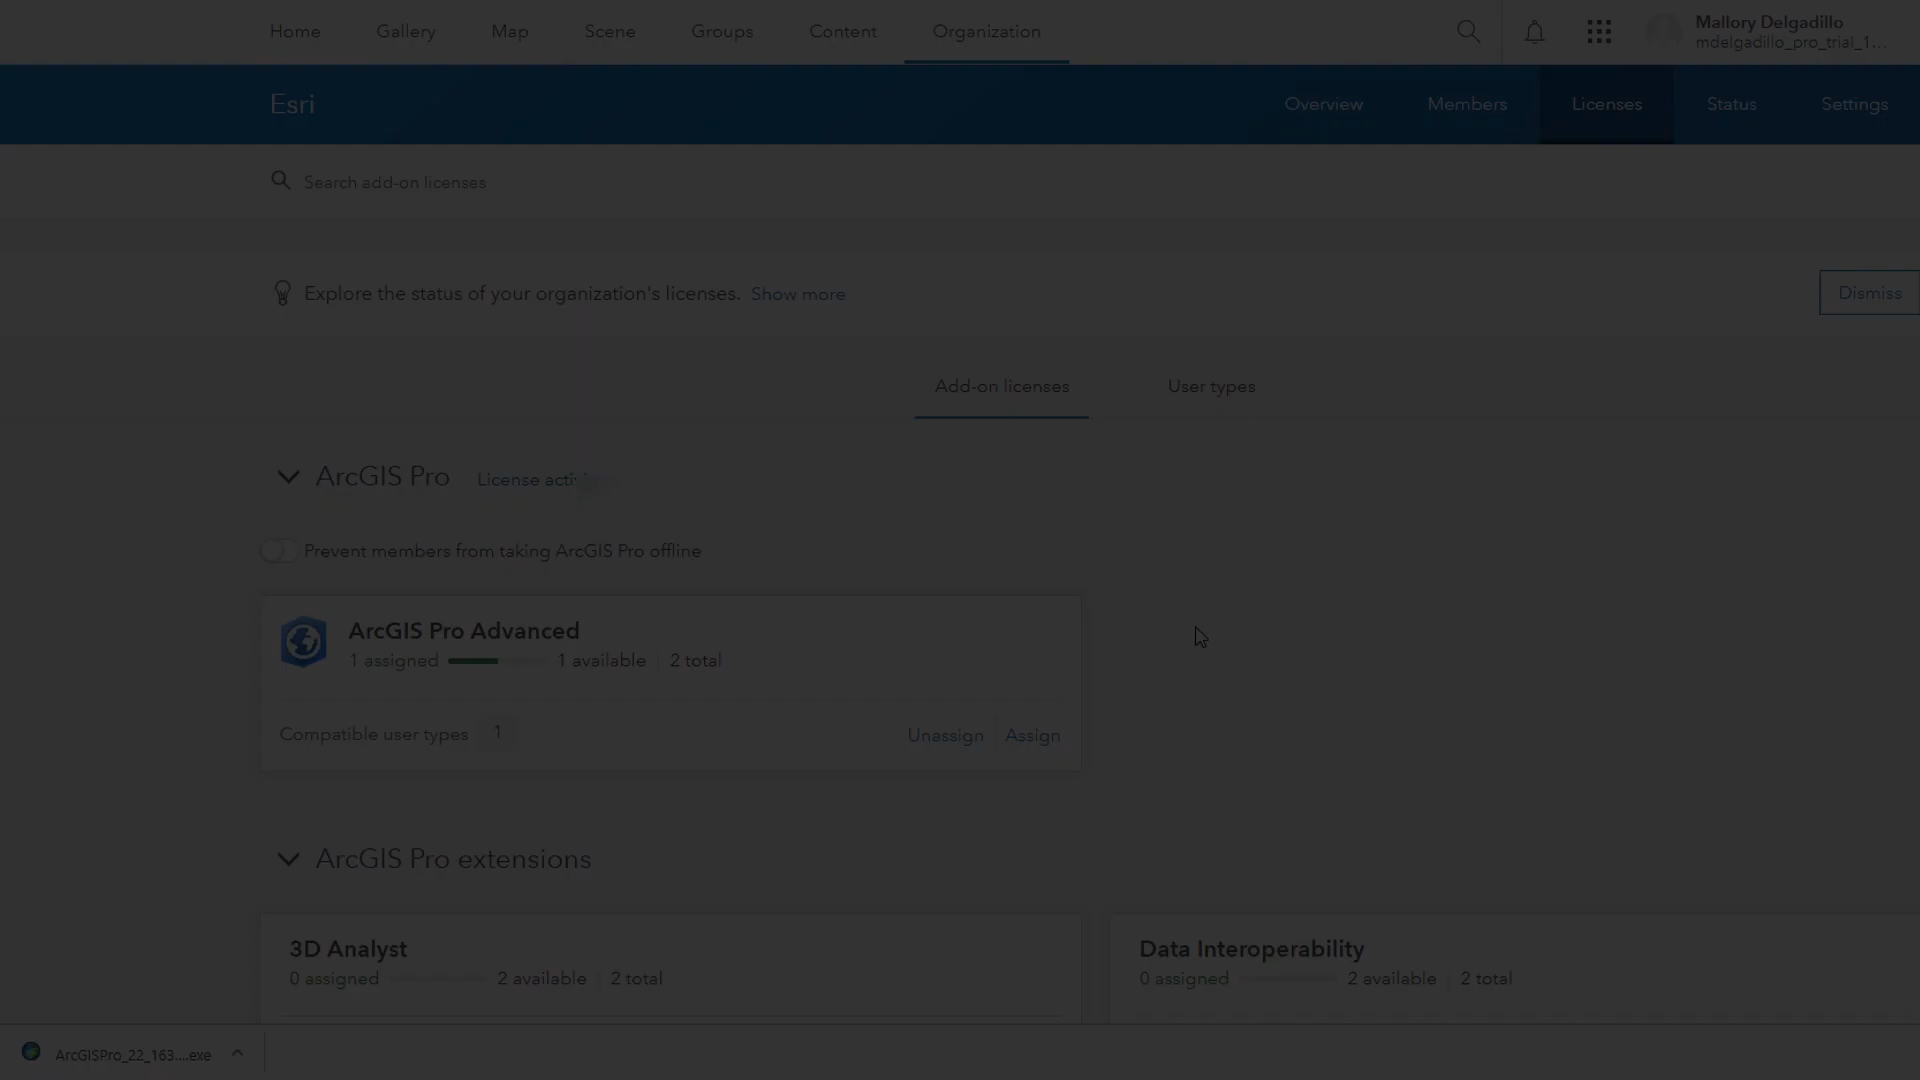 Home Gallery Map Scene Groups Content Organization
Mallory Delgadillo
mdelgadillo_pro_trial_1...
Esri
Overview Members Licenses Status Settings
Search add-on licenses
Explore the status of your organization's licenses. Show more
Dismiss
Add-on licenses User types
ArcGIS Pro License
Prevent members from taking ArcGIS Pro offline
ArcGIS Pro Advanced
1 assigned 1 available 2 total
Compatible user types 1
Unassign Assign
ArcGIS Pro extensions
3D Analyst
0 assigned 2 available 2 total
Data Interoperability
0 assigned 2 available 2 total
ArcGISPro_22_163....exe